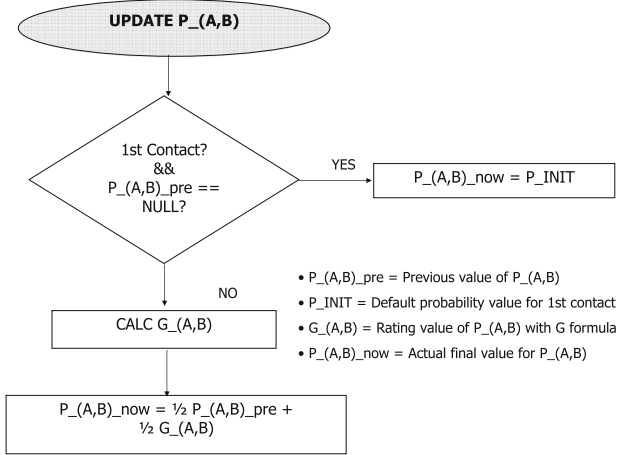 UPDATE P_(A,B)
1st Contact?
&&
P_(A,B)_pre ==
NULL?
YES
P_(A,B)_now = P_INIT
NO
CALC G_(A,B)
P_(A,B)_now = ½ P_(A,B)_pre +
½ G_(A,B)
• P_(A,B)_pre = Previous value of P_(A,B)
• P_INIT = Default probability value for 1st contact
• G_(A,B) = Rating value of P_(A,B) with G formula
• P_(A,B)_now = Actual final value for P_(A,B)